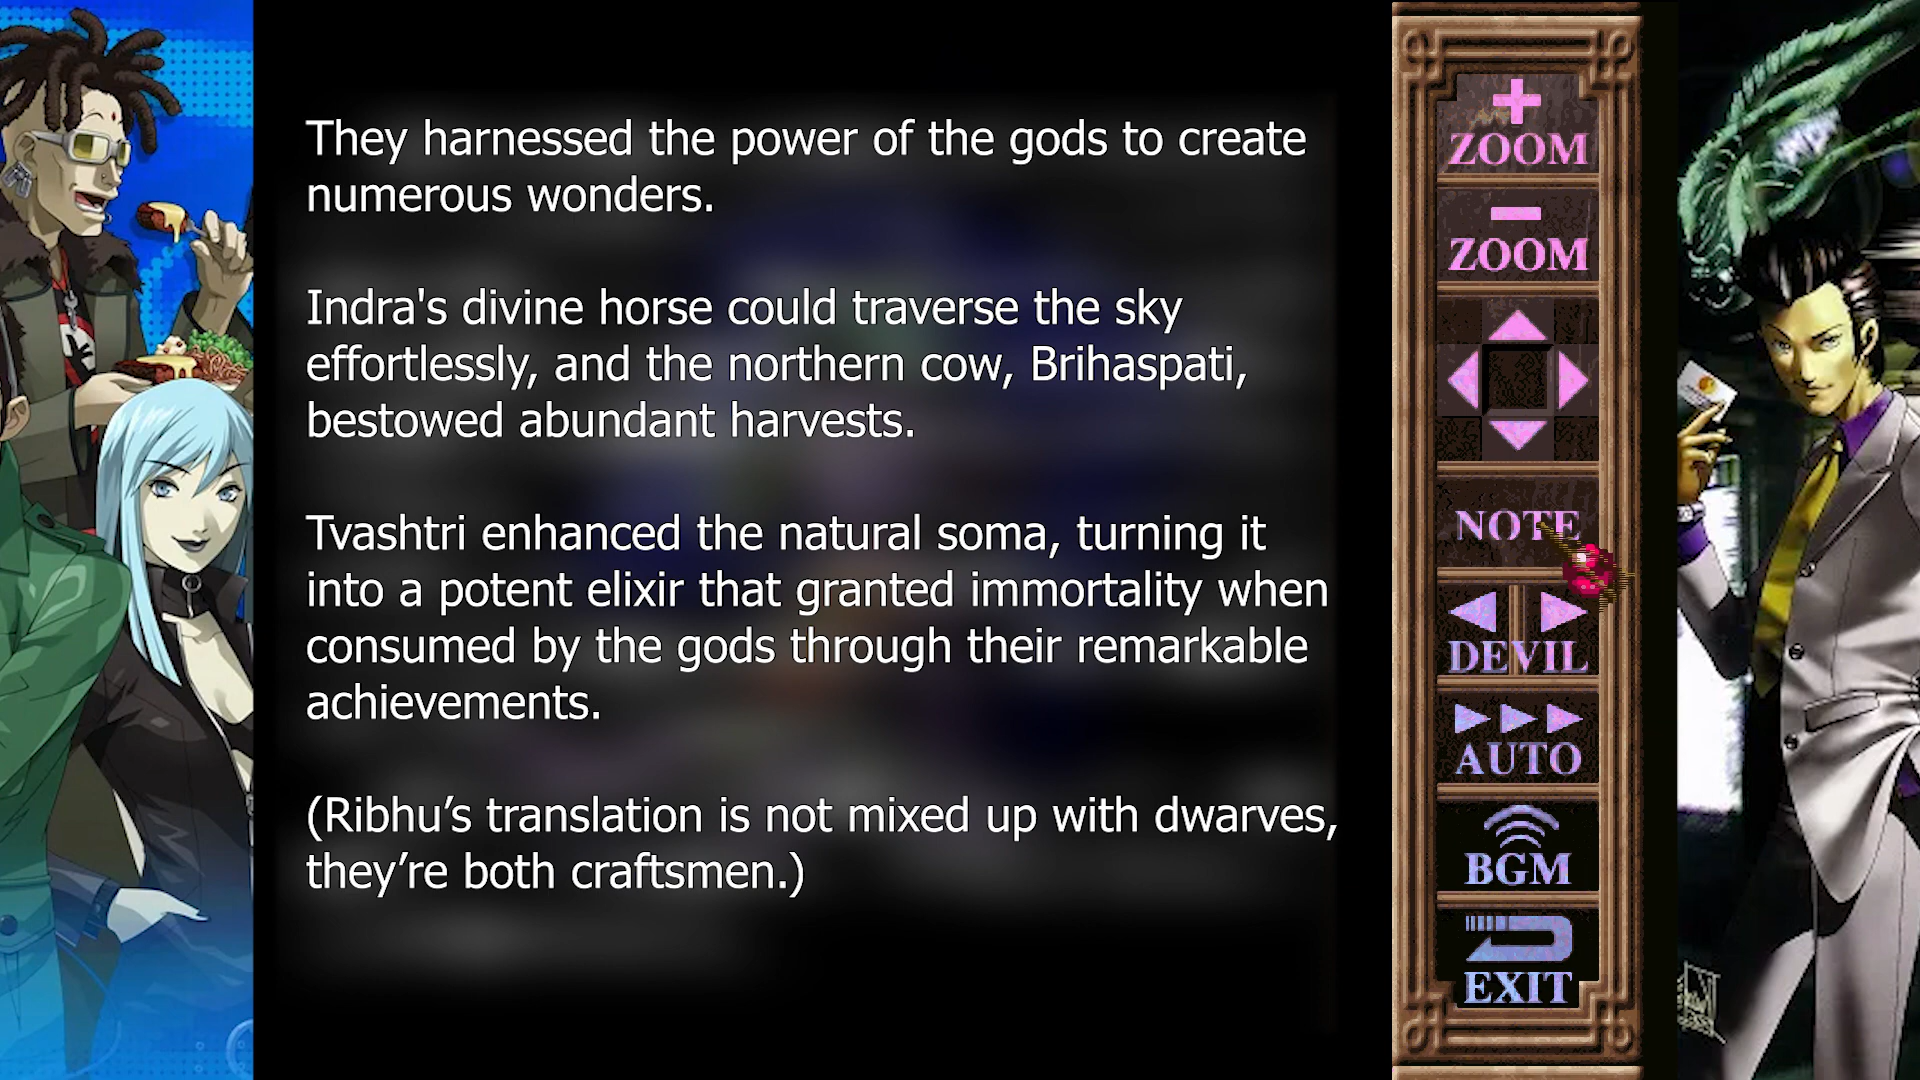 They harnessed the power of the gods to create
numerous wonders.
Indra's divine horse could traverse the sky
effortlessly, and the northern cow, Brihaspati,
bestowed abundant harvests.
Tvashtri enhanced the natural soma, turning it
into a potent elixir that granted immortality when
consumed by the gods through their remarkable
achievements.
(Ribhu’s translation is not mixed up with dwarves,
they’re both craftsmen.)
+
ZOOM
−
ZOOM
NOTE
DEVIL
AUTO
BGM
EXIT